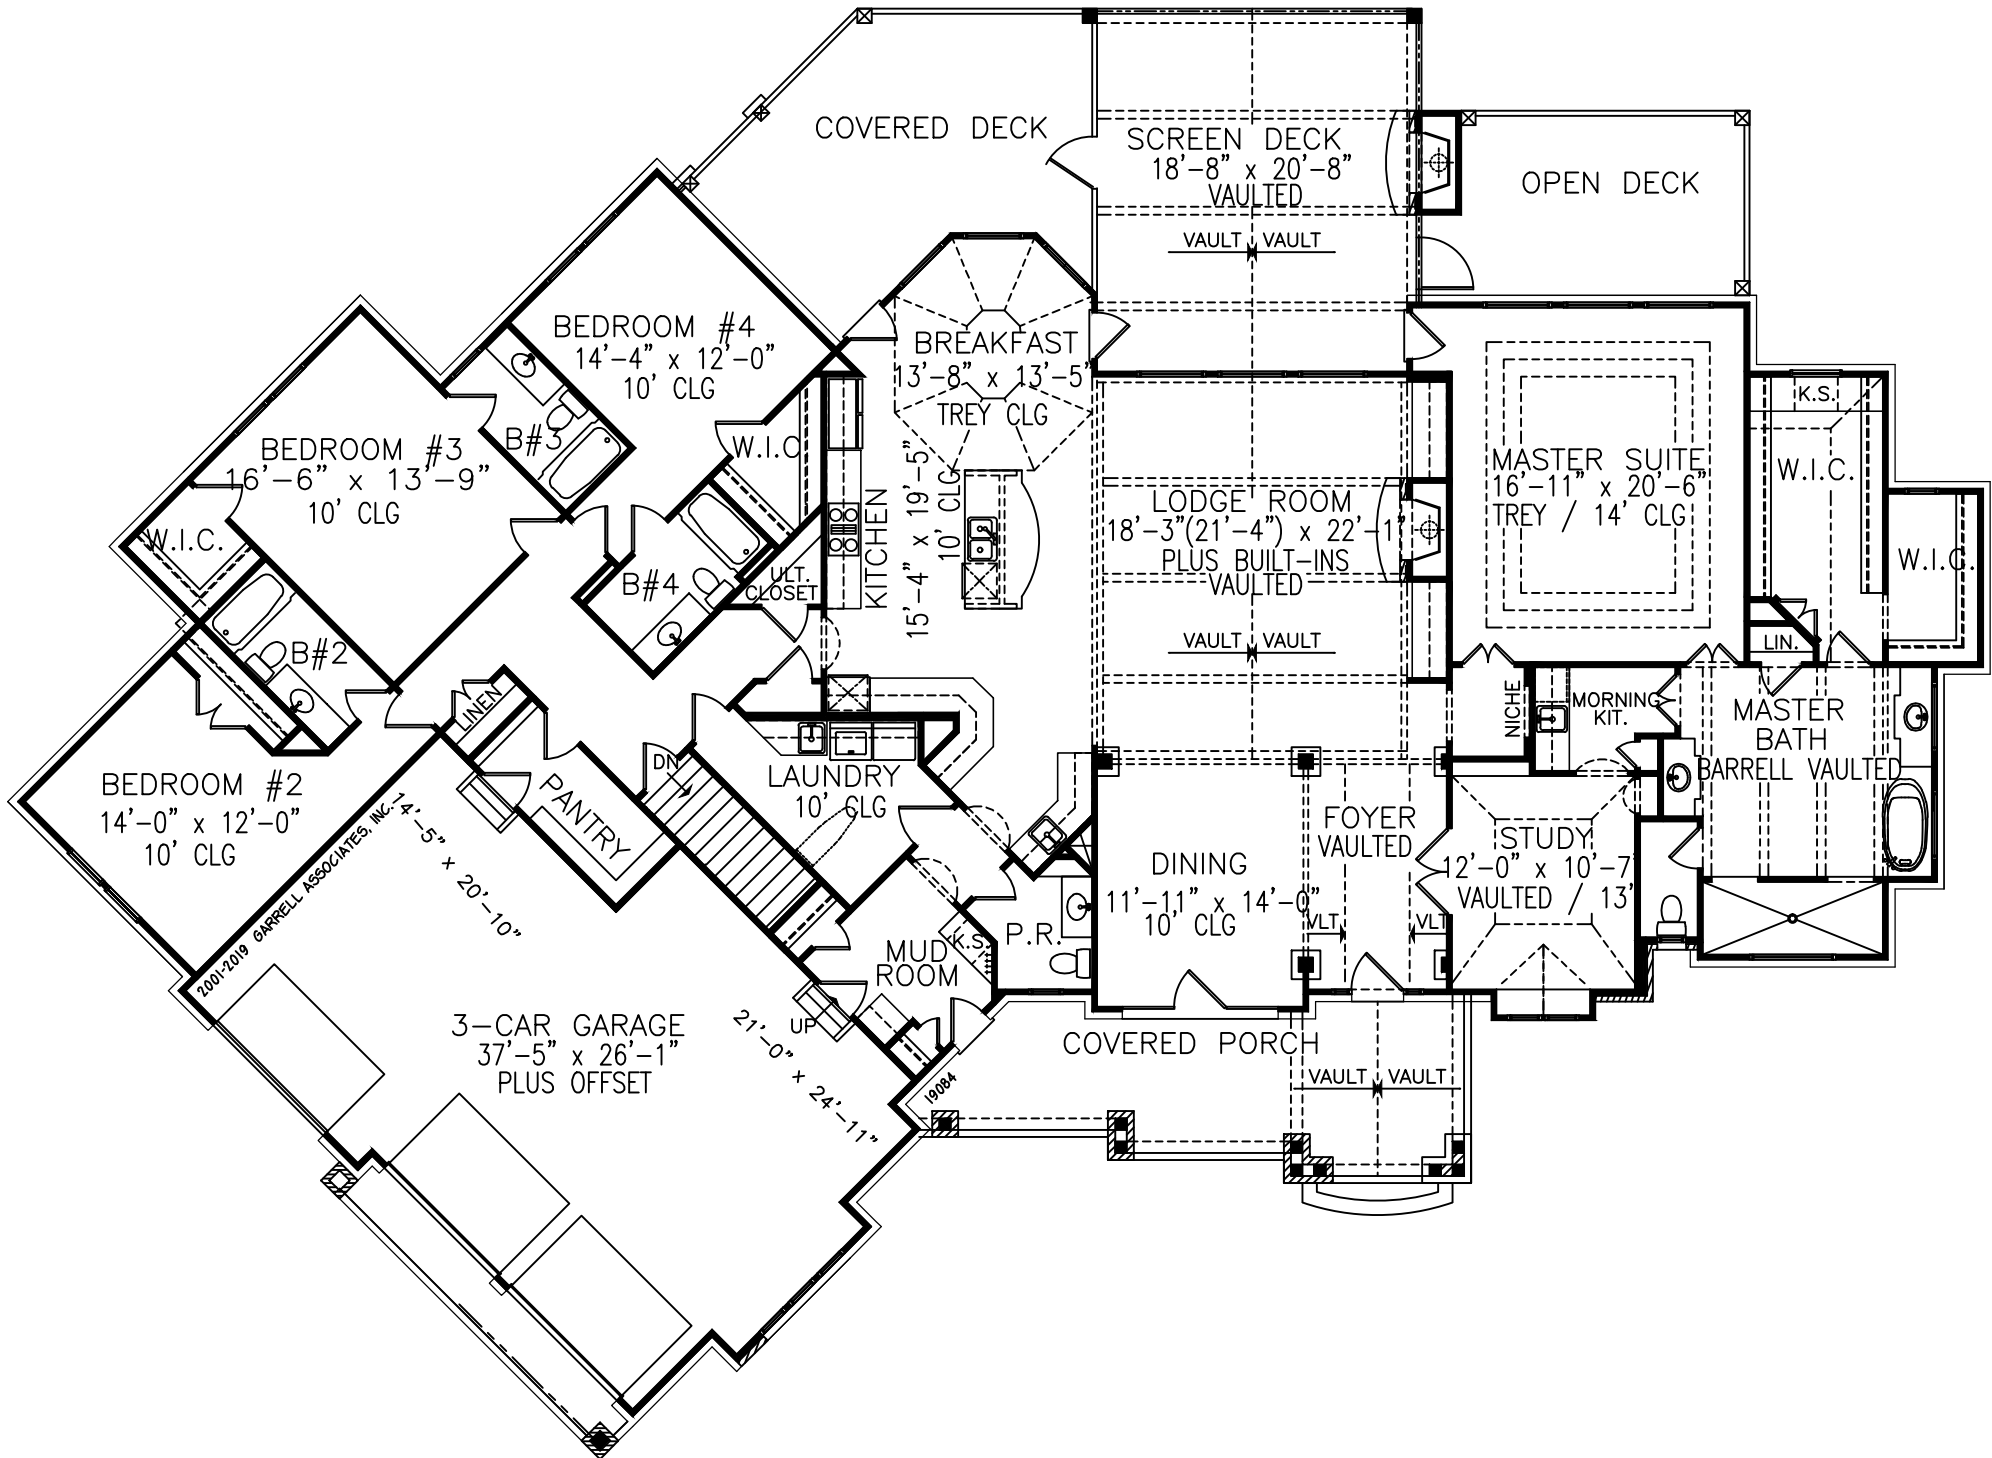 COVERED DECK
SCREEN DECK
18'-8" x 20'-8"
VAULTED
VAULT VAULT
OPEN DECK
BEDROOM #4
14'-4" x 12'-0"
10' CLG
BREAKFAST
13'-8" x 13'-5"
TREY CLG
BEDROOM #3
16'-6" x 13'-9"
10' CLG
B#3
W.I.C
W.I.C.
B#4
ULT.
CLOSET
KITCHEN
15'-4" x 19'-5"
10' CLG
LODGE ROOM
18'-3"(21'-4") x 22'-1"
PLUS BUILT-INS
VAULTED
VAULT VAULT
MASTER SUITE
16'-11" x 20'-6"
TREY / 14' CLG
K.S.
W.I.C.
W.I.C.
LIN.
B#2
LINEN
BEDROOM #2
14'-0" x 12'-0"
10' CLG
PANTRY
DN
LAUNDRY
10' CLG
NICHE
MORNING
KIT.
MASTER
BATH
BARRELL VAULTED
FOYER
VAULTED
VLT
VLT
STUDY
12'-0" x 10'-7
VAULTED / 13'
DINING
11'-11" x 14'-0"
10' CLG
P.R.
K.S.
MUD
ROOM
UP
2001-2019 GARRELL ASSOCIATES, INC.
14'-5" x 20'-10"
3-CAR GARAGE
37'-5" x 26'-1"
PLUS OFFSET
21'-0" x 24'-11"
19084
COVERED PORCH
VAULT VAULT